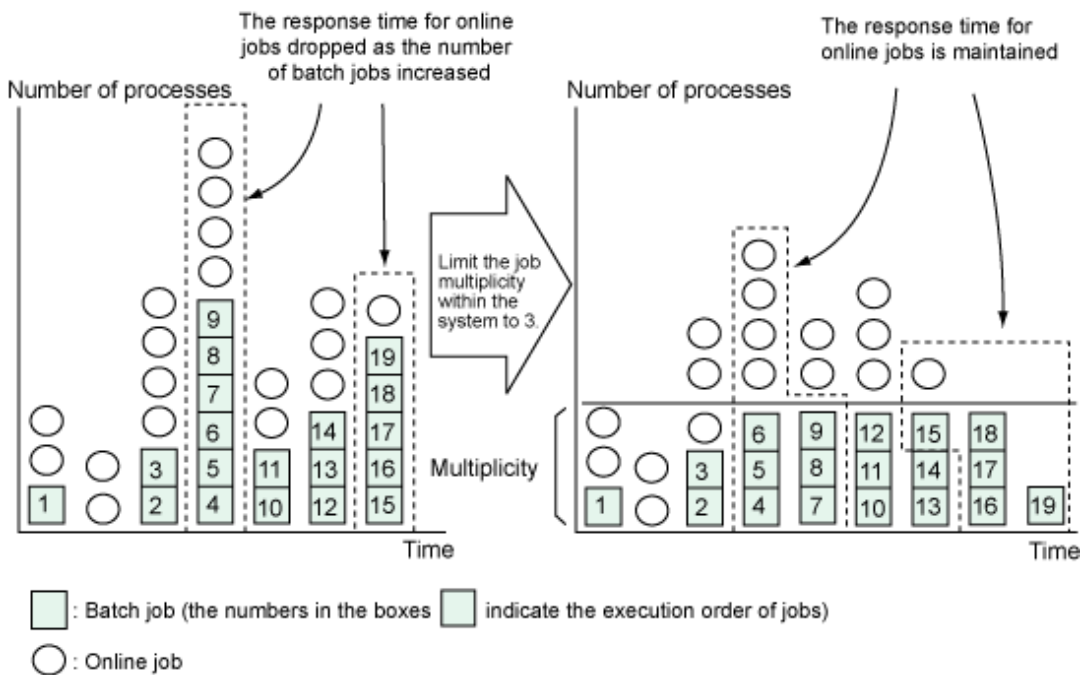 The response time for online
jobs dropped as the number
of batch jobs increased
The response time for
online jobs is maintained
Number of processes
Number of processes
9
8
7
6
5
4
3
2
1
11
10
14
13
12
19
18
17
16
15
Time
Limit the job
multiplicity
within the
system to 3.
Multiplicity
1
3
2
6
5
4
9
8
7
12
11
10
15
14
13
18
17
16
19
Time
: Batch job (the numbers in the boxes indicate the execution order of jobs)
: Online job